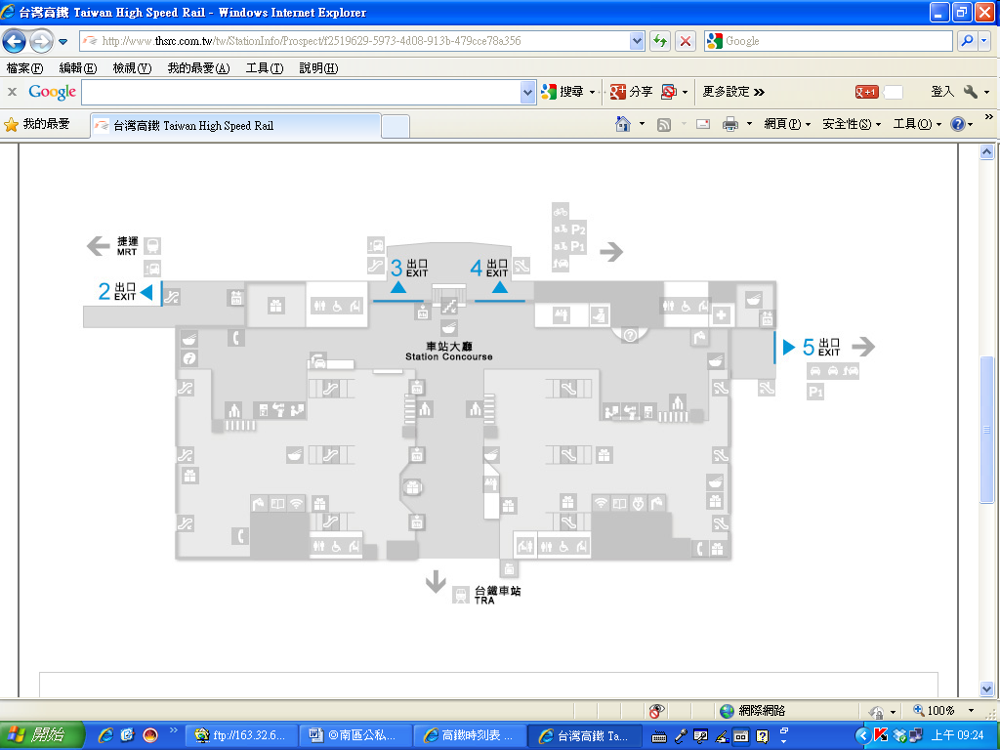 台灣高鐵 Taiwan High Speed Rail - Windows Internet Explorer
http://www.thsrc.com.tw/tw/StationInfo/Prospect/f2519629-5973-4d08-913b-479cce78a356
Google
檔案(F) 編輯(E) 檢視(V) 我的最愛(A) 工具(T) 說明(H)
x Google 搜尋 分享 更多設定 » +1 登入
我的最愛 台灣高鐵 Taiwan High Speed Rail 網頁(P) 安全性(S) 工具(O) »
捷運
MRT
2 出口
EXIT
3 出口
EXIT
4 出口
EXIT
P2
P1
車站大廳
Station Concourse
5 出口
EXIT
P1
台鐵車站
TRA
網際網路 100%
開始 ftp://163.32.6... @南區公私... 高鐵時刻表 ... 台灣高鐵 Ta... 上午 09:24